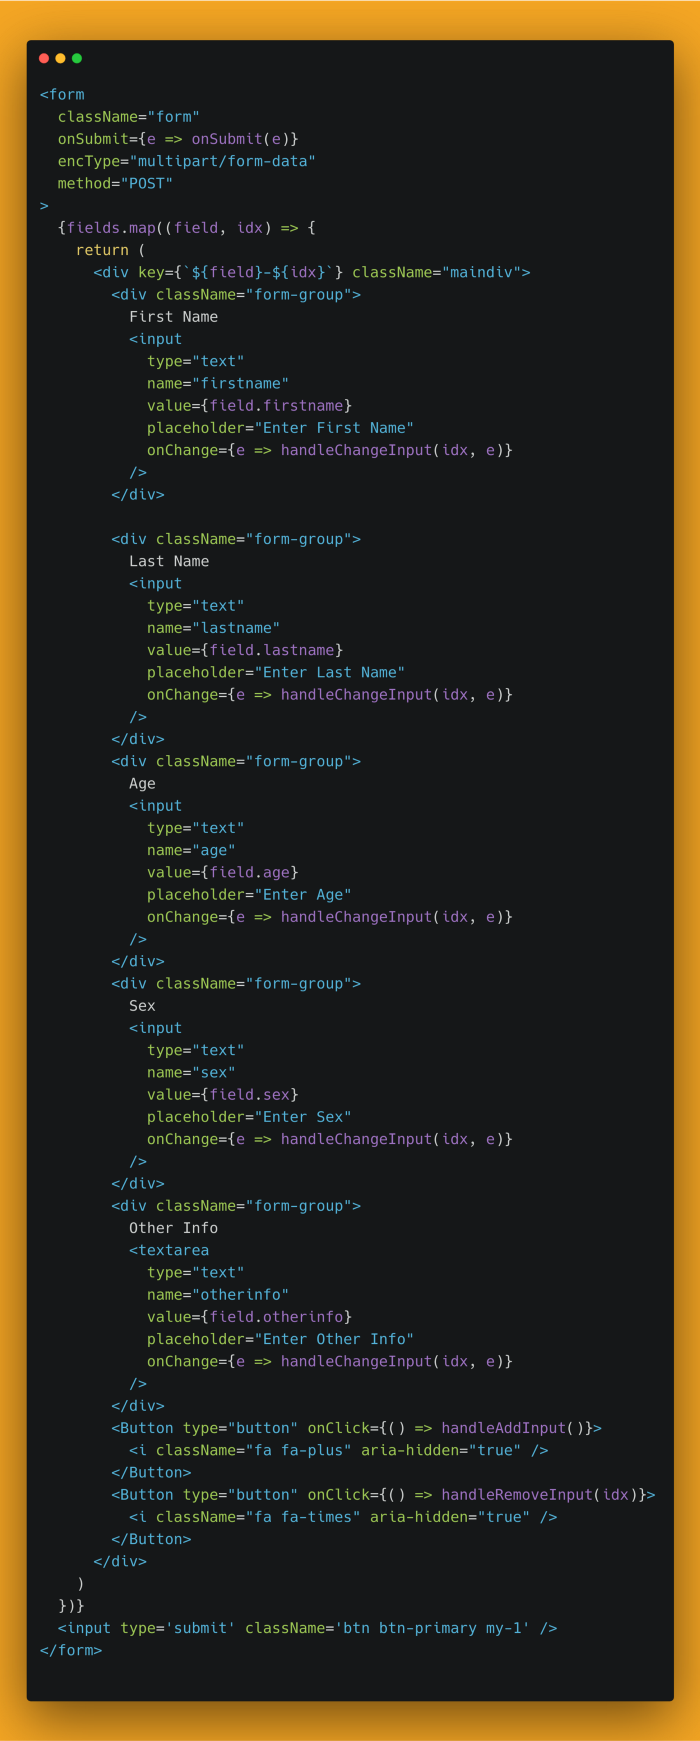 <form
  className="form"
  onSubmit={e => onSubmit(e)}
  encType="multipart/form-data"
  method="POST"
>
  {fields.map((field, idx) => {
    return (
      <div key={`${field}-${idx}`} className="maindiv">
        <div className="form-group">
          First Name
          <input
            type="text"
            name="firstname"
            value={field.firstname}
            placeholder="Enter First Name"
            onChange={e => handleChangeInput(idx, e)}
          />
        </div>

        <div className="form-group">
          Last Name
          <input
            type="text"
            name="lastname"
            value={field.lastname}
            placeholder="Enter Last Name"
            onChange={e => handleChangeInput(idx, e)}
          />
        </div>
        <div className="form-group">
          Age
          <input
            type="text"
            name="age"
            value={field.age}
            placeholder="Enter Age"
            onChange={e => handleChangeInput(idx, e)}
          />
        </div>
        <div className="form-group">
          Sex
          <input
            type="text"
            name="sex"
            value={field.sex}
            placeholder="Enter Sex"
            onChange={e => handleChangeInput(idx, e)}
          />
        </div>
        <div className="form-group">
          Other Info
          <textarea
            type="text"
            name="otherinfo"
            value={field.otherinfo}
            placeholder="Enter Other Info"
            onChange={e => handleChangeInput(idx, e)}
          />
        </div>
        <Button type="button" onClick={() => handleAddInput()}>
          <i className="fa fa-plus" aria-hidden="true" />
        </Button>
        <Button type="button" onClick={() => handleRemoveInput(idx)}>
          <i className="fa fa-times" aria-hidden="true" />
        </Button>
      </div>
    )
  })}
  <input type='submit' className='btn btn-primary my-1' />
</form>